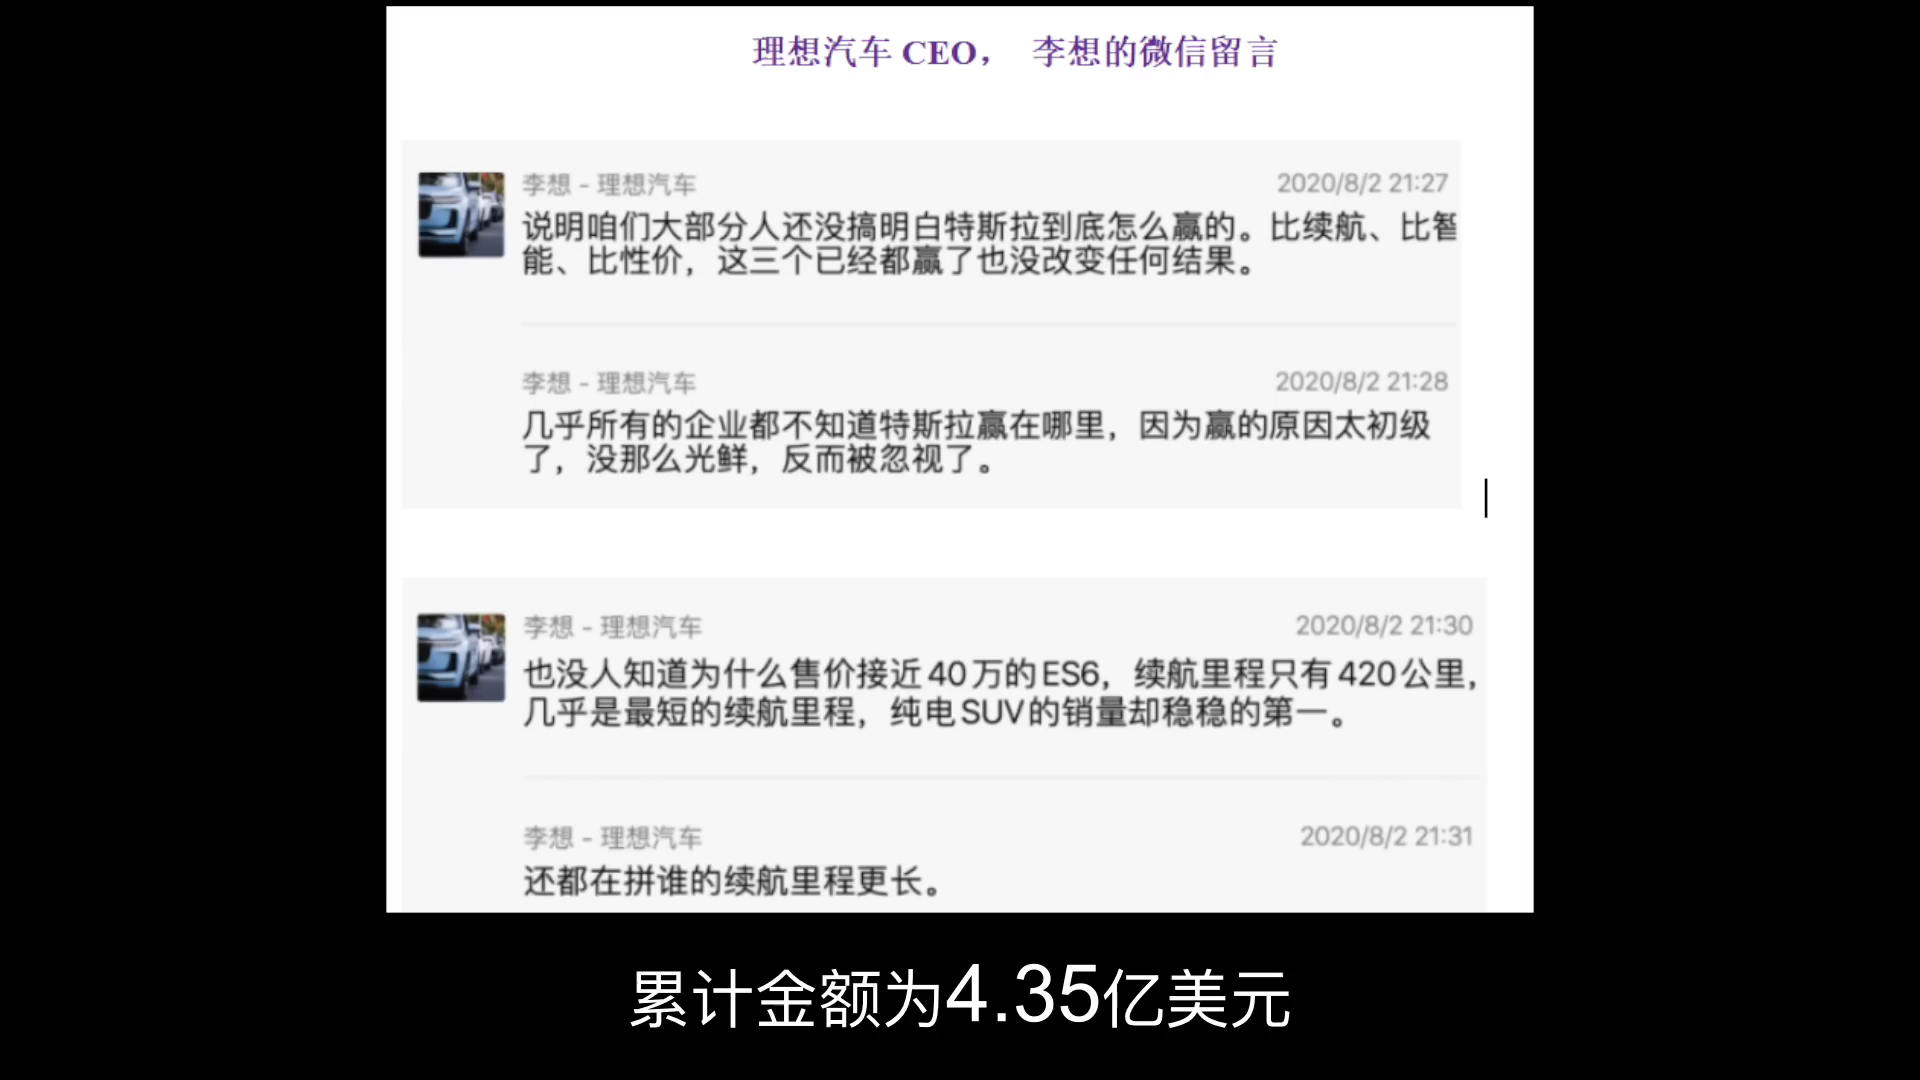 理想汽车 CEO， 李想的微信留言
李想 - 理想汽车
2020/8/2 21:27
说明咱们大部分人还没搞明白特斯拉到底怎么赢的。比续航、比智
能、比性价，这三个已经都赢了也没改变任何结果。
李想 - 理想汽车
2020/8/2 21:28
几乎所有的企业都不知道特斯拉赢在哪里，因为赢的原因太初级
了，没那么光鲜，反而被忽视了。
李想 - 理想汽车
2020/8/2 21:30
也没人知道为什么售价接近40万的ES6，续航里程只有420公里，
几乎是最短的续航里程，纯电SUV的销量却稳稳的第一。
李想 - 理想汽车
2020/8/2 21:31
还都在拼谁的续航里程更长。
累计金额为4.35亿美元